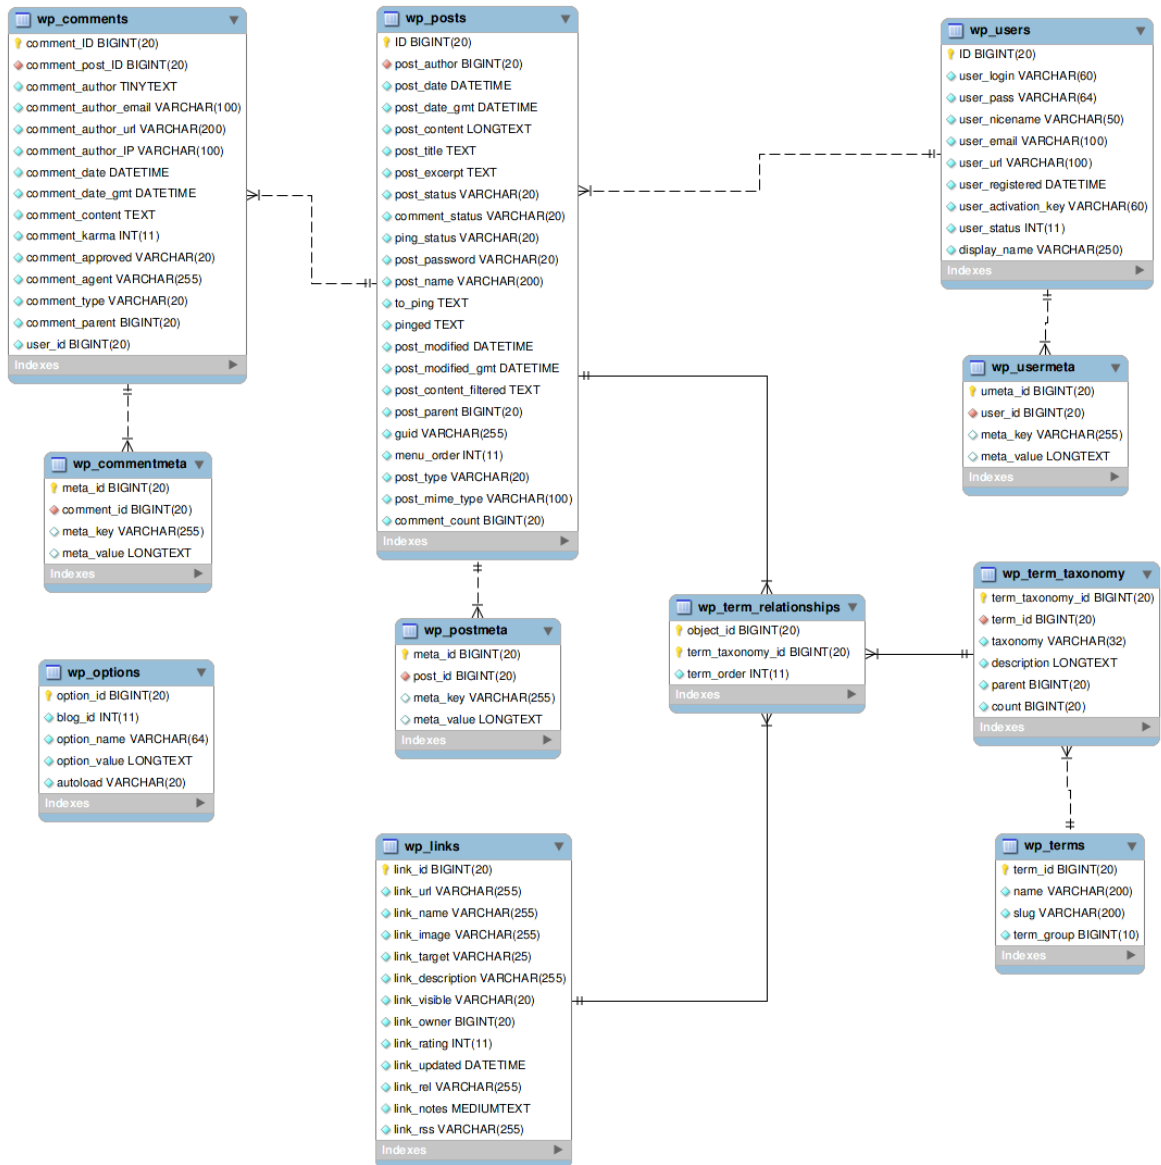 wp_comments
comment_ID BIGINT(20)
comment_post_ID BIGINT(20)
comment_author TINYTEXT
comment_author_email VARCHAR(100)
comment_author_url VARCHAR(200)
comment_author_IP VARCHAR(100)
comment_date DATETIME
comment_date_gmt DATETIME
comment_content TEXT
comment_karma INT(11)
comment_approved VARCHAR(20)
comment_agent VARCHAR(255)
comment_type VARCHAR(20)
comment_parent BIGINT(20)
user_id BIGINT(20)
Indexes
wp_posts
ID BIGINT(20)
post_author BIGINT(20)
post_date DATETIME
post_date_gmt DATETIME
post_content LONGTEXT
post_title TEXT
post_excerpt TEXT
post_status VARCHAR(20)
comment_status VARCHAR(20)
ping_status VARCHAR(20)
post_password VARCHAR(20)
post_name VARCHAR(200)
to_ping TEXT
pinged TEXT
post_modified DATETIME
post_modified_gmt DATETIME
post_content_filtered TEXT
post_parent BIGINT(20)
guid VARCHAR(255)
menu_order INT(11)
post_type VARCHAR(20)
post_mime_type VARCHAR(100)
comment_count BIGINT(20)
Indexes
wp_users
ID BIGINT(20)
user_login VARCHAR(60)
user_pass VARCHAR(64)
user_nicename VARCHAR(50)
user_email VARCHAR(100)
user_url VARCHAR(100)
user_registered DATETIME
user_activation_key VARCHAR(60)
user_status INT(11)
display_name VARCHAR(250)
Indexes
wp_usermeta
umeta_id BIGINT(20)
user_id BIGINT(20)
meta_key VARCHAR(255)
meta_value LONGTEXT
Indexes
wp_commentmeta
meta_id BIGINT(20)
comment_id BIGINT(20)
meta_key VARCHAR(255)
meta_value LONGTEXT
Indexes
wp_postmeta
meta_id BIGINT(20)
post_id BIGINT(20)
meta_key VARCHAR(255)
meta_value LONGTEXT
Indexes
wp_term_relationships
object_id BIGINT(20)
term_taxonomy_id BIGINT(20)
term_order INT(11)
Indexes
wp_term_taxonomy
term_taxonomy_id BIGINT(20)
term_id BIGINT(20)
taxonomy VARCHAR(32)
description LONGTEXT
parent BIGINT(20)
count BIGINT(20)
Indexes
wp_options
option_id BIGINT(20)
blog_id INT(11)
option_name VARCHAR(64)
option_value LONGTEXT
autoload VARCHAR(20)
Indexes
wp_links
link_id BIGINT(20)
link_url VARCHAR(255)
link_name VARCHAR(255)
link_image VARCHAR(255)
link_target VARCHAR(25)
link_description VARCHAR(255)
link_visible VARCHAR(20)
link_owner BIGINT(20)
link_rating INT(11)
link_updated DATETIME
link_rel VARCHAR(255)
link_notes MEDIUMTEXT
link_rss VARCHAR(255)
Indexes
wp_terms
term_id BIGINT(20)
name VARCHAR(200)
slug VARCHAR(200)
term_group BIGINT(10)
Indexes